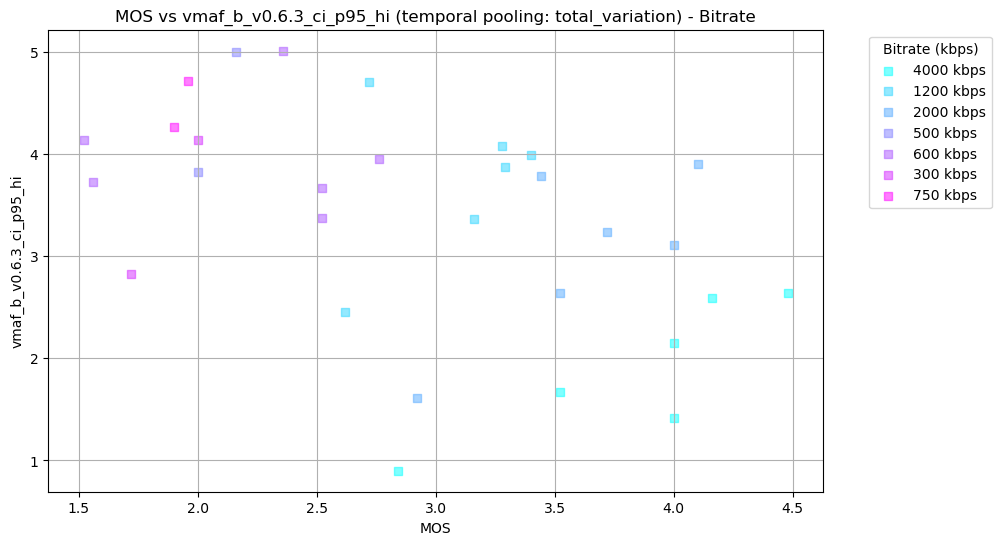 MOS vs vmaf_b_v0.6.3_ci_p95_hi (temporal pooling: total_variation) - Bitrate
vmaf_b_v0.6.3_ci_p95_hi
5
4
3
2
1
1.5
2.0
2.5
3.0
3.5
4.0
4.5
MOS
Bitrate (kbps)
4000 kbps
1200 kbps
2000 kbps
500 kbps
600 kbps
300 kbps
750 kbps